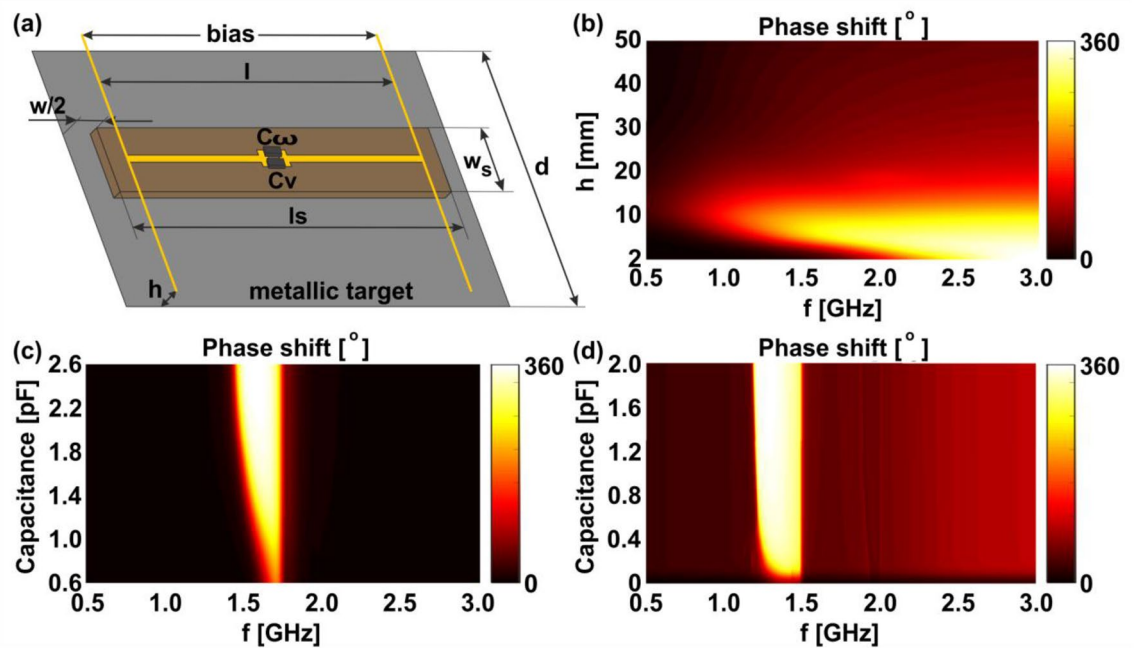 (a)
bias
l
w/2
Cω
Cv
ws
d
ls
h
metallic target
(b)
Phase shift [°]
50
40
30
20
10
2
h [mm]
0.5 1.0 1.5 2.0 2.5 3.0
f [GHz]
360
0
(c)
Phase shift [°]
2.6
2.2
1.8
1.4
1.0
0.6
Capacitance [pF]
0.5 1.0 1.5 2.0 2.5 3.0
f [GHz]
360
0
(d)
Phase shift [°]
2.0
1.6
1.2
0.8
0.4
0
Capacitance [pF]
0.5 1.0 1.5 2.0 2.5 3.0
f [GHz]
360
0